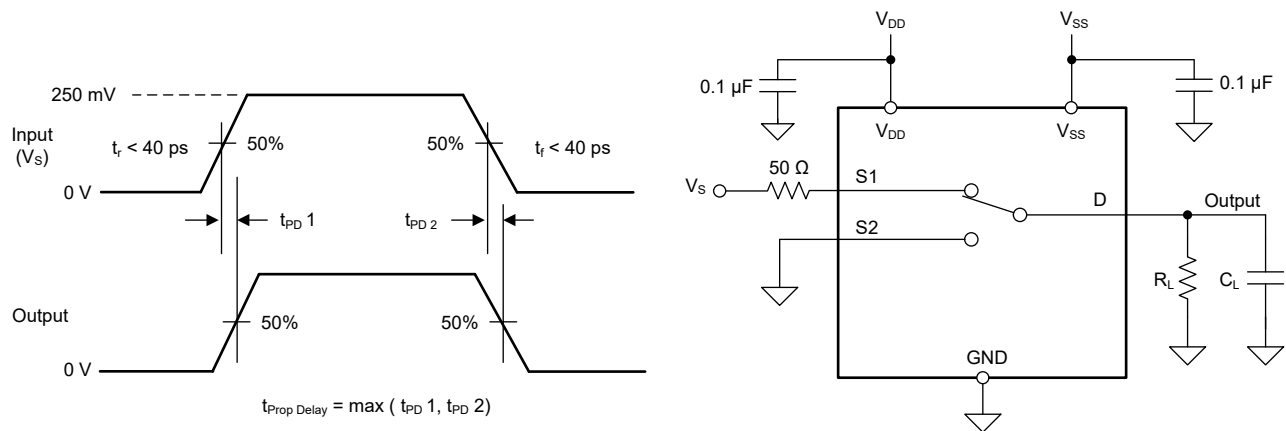 250 mV
Input
(VS)
tr < 40 ps
50%
50%
tf < 40 ps
0 V
tPD 1
tPD 2
Output
50%
50%
0 V
tProp Delay = max ( tPD 1, tPD 2)
VDD
VSS
0.1 µF
0.1 µF
VDD
VSS
50 Ω
VS
S1
D
Output
S2
RL
CL
GND